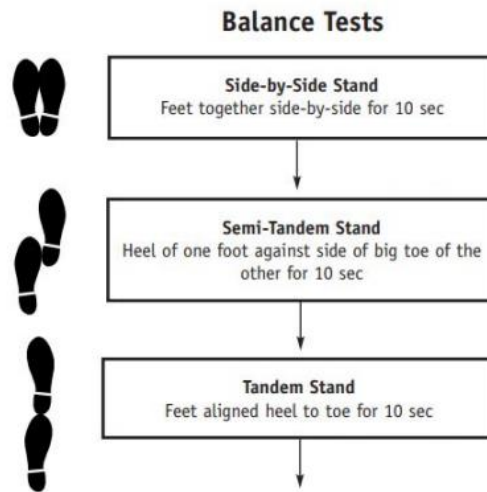 Balance Tests
Side-by-Side Stand
Feet together side-by-side for 10 sec
Semi-Tandem Stand
Heel of one foot against side of big toe of the
other for 10 sec
Tandem Stand
Feet aligned heel to toe for 10 sec